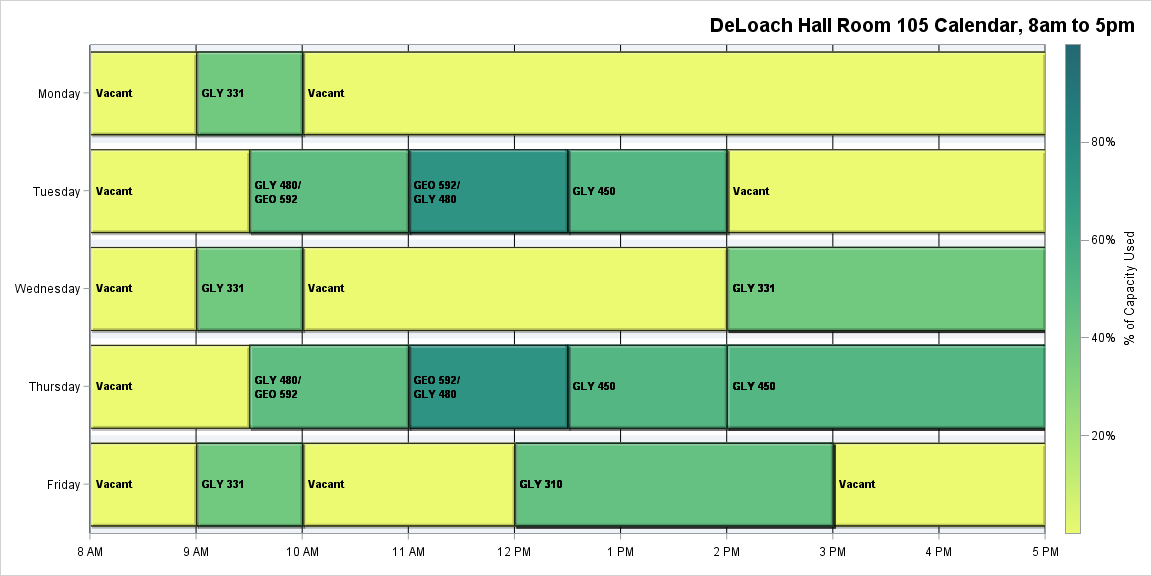 DeLoach Hall Room 105 Calendar, 8am to 5pm
Monday
Vacant
GLY 331
Vacant
Tuesday
Vacant
GLY 480/
GEO 592
GEO 592/
GLY 480
GLY 450
Vacant
Wednesday
Vacant
GLY 331
Vacant
GLY 331
Thursday
Vacant
GLY 480/
GEO 592
GEO 592/
GLY 480
GLY 450
GLY 450
Friday
Vacant
GLY 331
Vacant
GLY 310
Vacant
8 AM
9 AM
10 AM
11 AM
12 PM
1 PM
2 PM
3 PM
4 PM
5 PM
80%
60%
40%
20%
% of Capacity Used